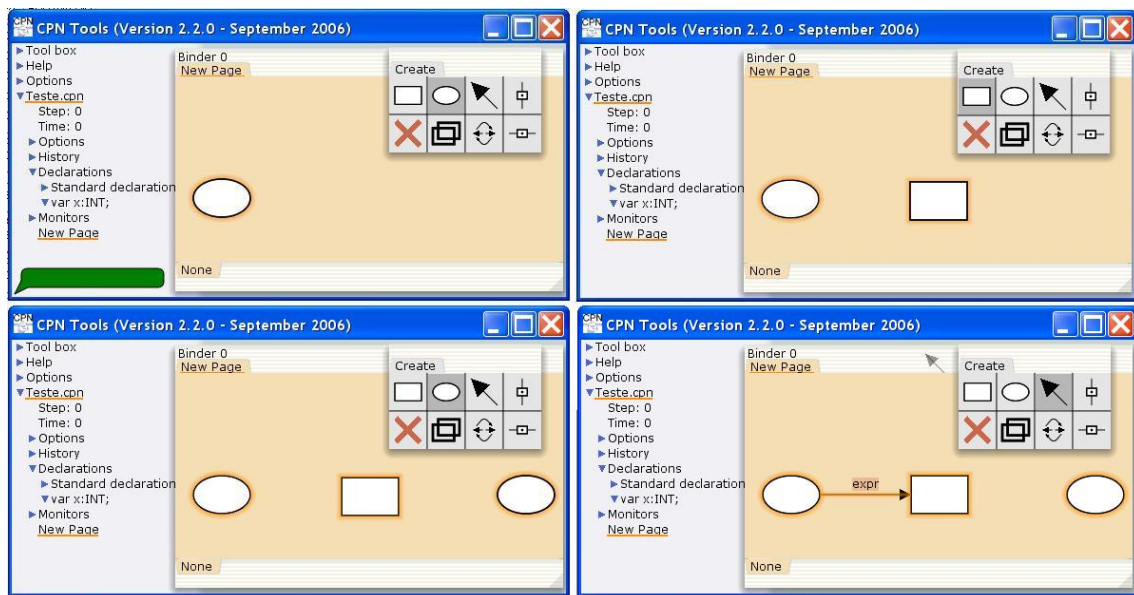 CPN Tools (Version 2.2.0 - September 2006)
Tool box
Help
Options
Teste.cpn
Step: 0
Time: 0
Options
History
Declarations
Standard declaration
var x:INT;
Monitors
New Page
Binder 0
New Page
Create
None
CPN Tools (Version 2.2.0 - September 2006)
Tool box
Help
Options
Teste.cpn
Step: 0
Time: 0
Options
History
Declarations
Standard declaration
var x:INT;
Monitors
New Page
Binder 0
New Page
Create
None
CPN Tools (Version 2.2.0 - September 2006)
Tool box
Help
Options
Teste.cpn
Step: 0
Time: 0
Options
History
Declarations
Standard declaration
var x:INT;
Monitors
New Page
Binder 0
New Page
Create
None
CPN Tools (Version 2.2.0 - September 2006)
Tool box
Help
Options
Teste.cpn
Step: 0
Time: 0
Options
History
Declarations
Standard declaration
var x:INT;
Monitors
New Page
Binder 0
New Page
Create
expr
None